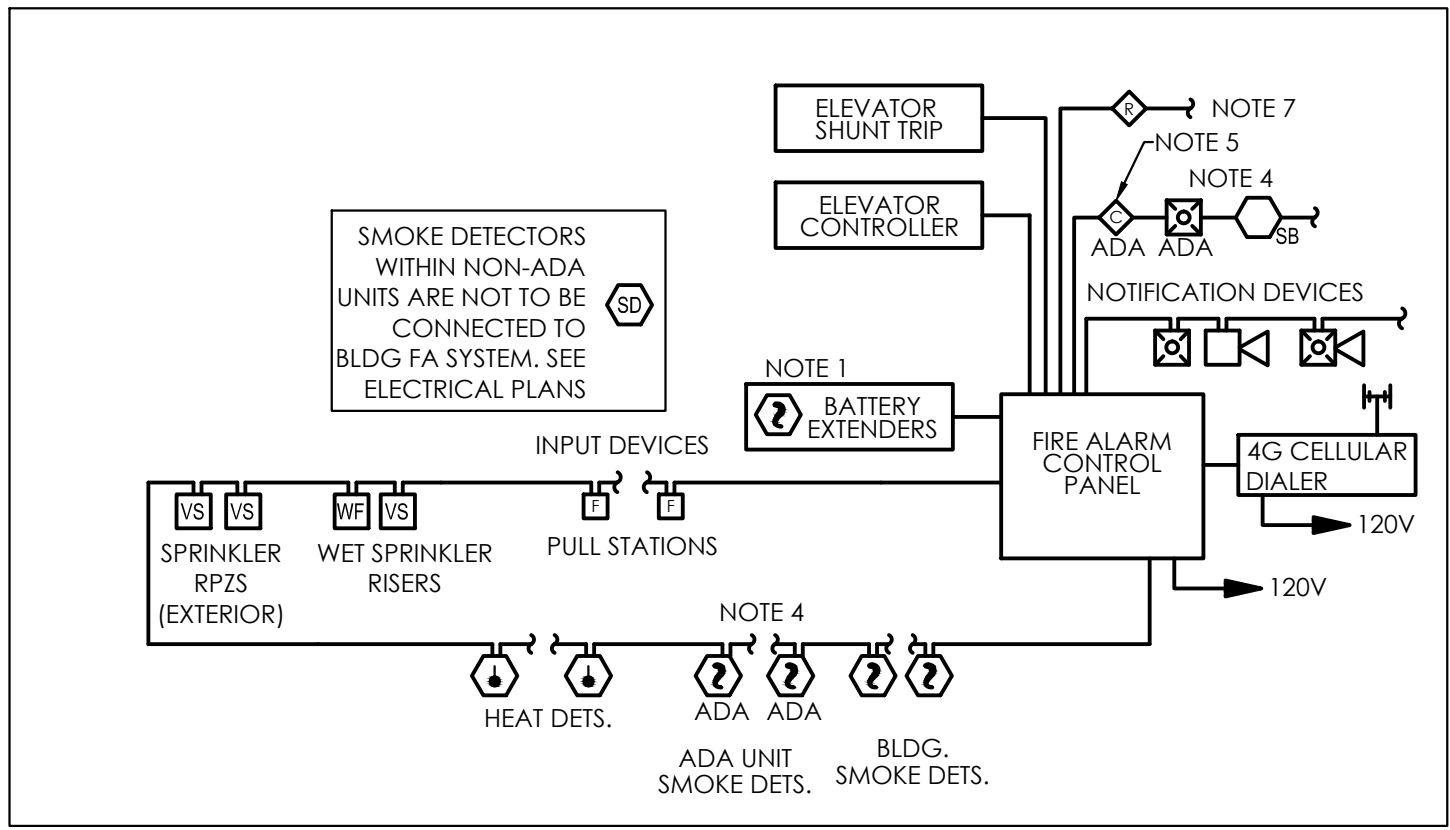 ELEVATOR
SHUNT TRIP
R
NOTE 7
NOTE 5
NOTE 4
ELEVATOR
CONTROLLER
C
ADA
ADA
SB
SMOKE DETECTORS
WITHIN NON-ADA
UNITS ARE NOT TO BE
CONNECTED TO
BLDG FA SYSTEM. SEE
ELECTRICAL PLANS
SD
NOTIFICATION DEVICES
NOTE 1
BATTERY
EXTENDERS
FIRE ALARM
CONTROL
PANEL
4G CELLULAR
DIALER
120V
120V
INPUT DEVICES
VS
VS
WF
VS
F
F
SPRINKLER
RPZS
(EXTERIOR)
WET SPRINKLER
RISERS
PULL STATIONS
NOTE 4
HEAT DETS.
ADA
ADA
ADA UNIT
SMOKE DETS.
BLDG.
SMOKE DETS.